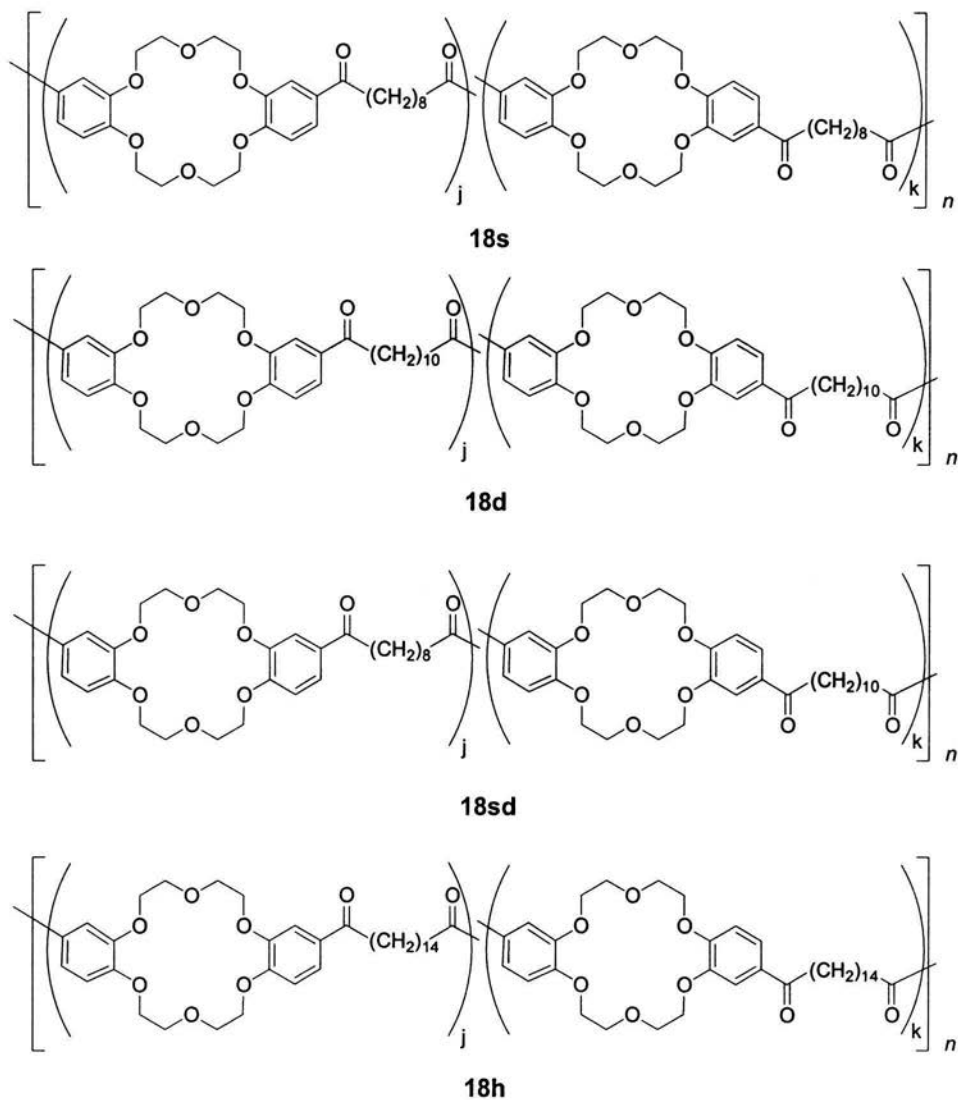 O O O O
O O O O
(CH₂)₈ (CH₂)₈
O O O O
O O O O
j k n
18s
O O O O
O O O O
(CH₂)₁₀ (CH₂)₁₀
O O O O
O O O O
j k n
18d
O O O O
O O O O
(CH₂)₈ (CH₂)₁₀
O O O O
O O O O
j k n
18sd
O O O O
O O O O
(CH₂)₁₄ (CH₂)₁₄
O O O O
O O O O
j k n
18h